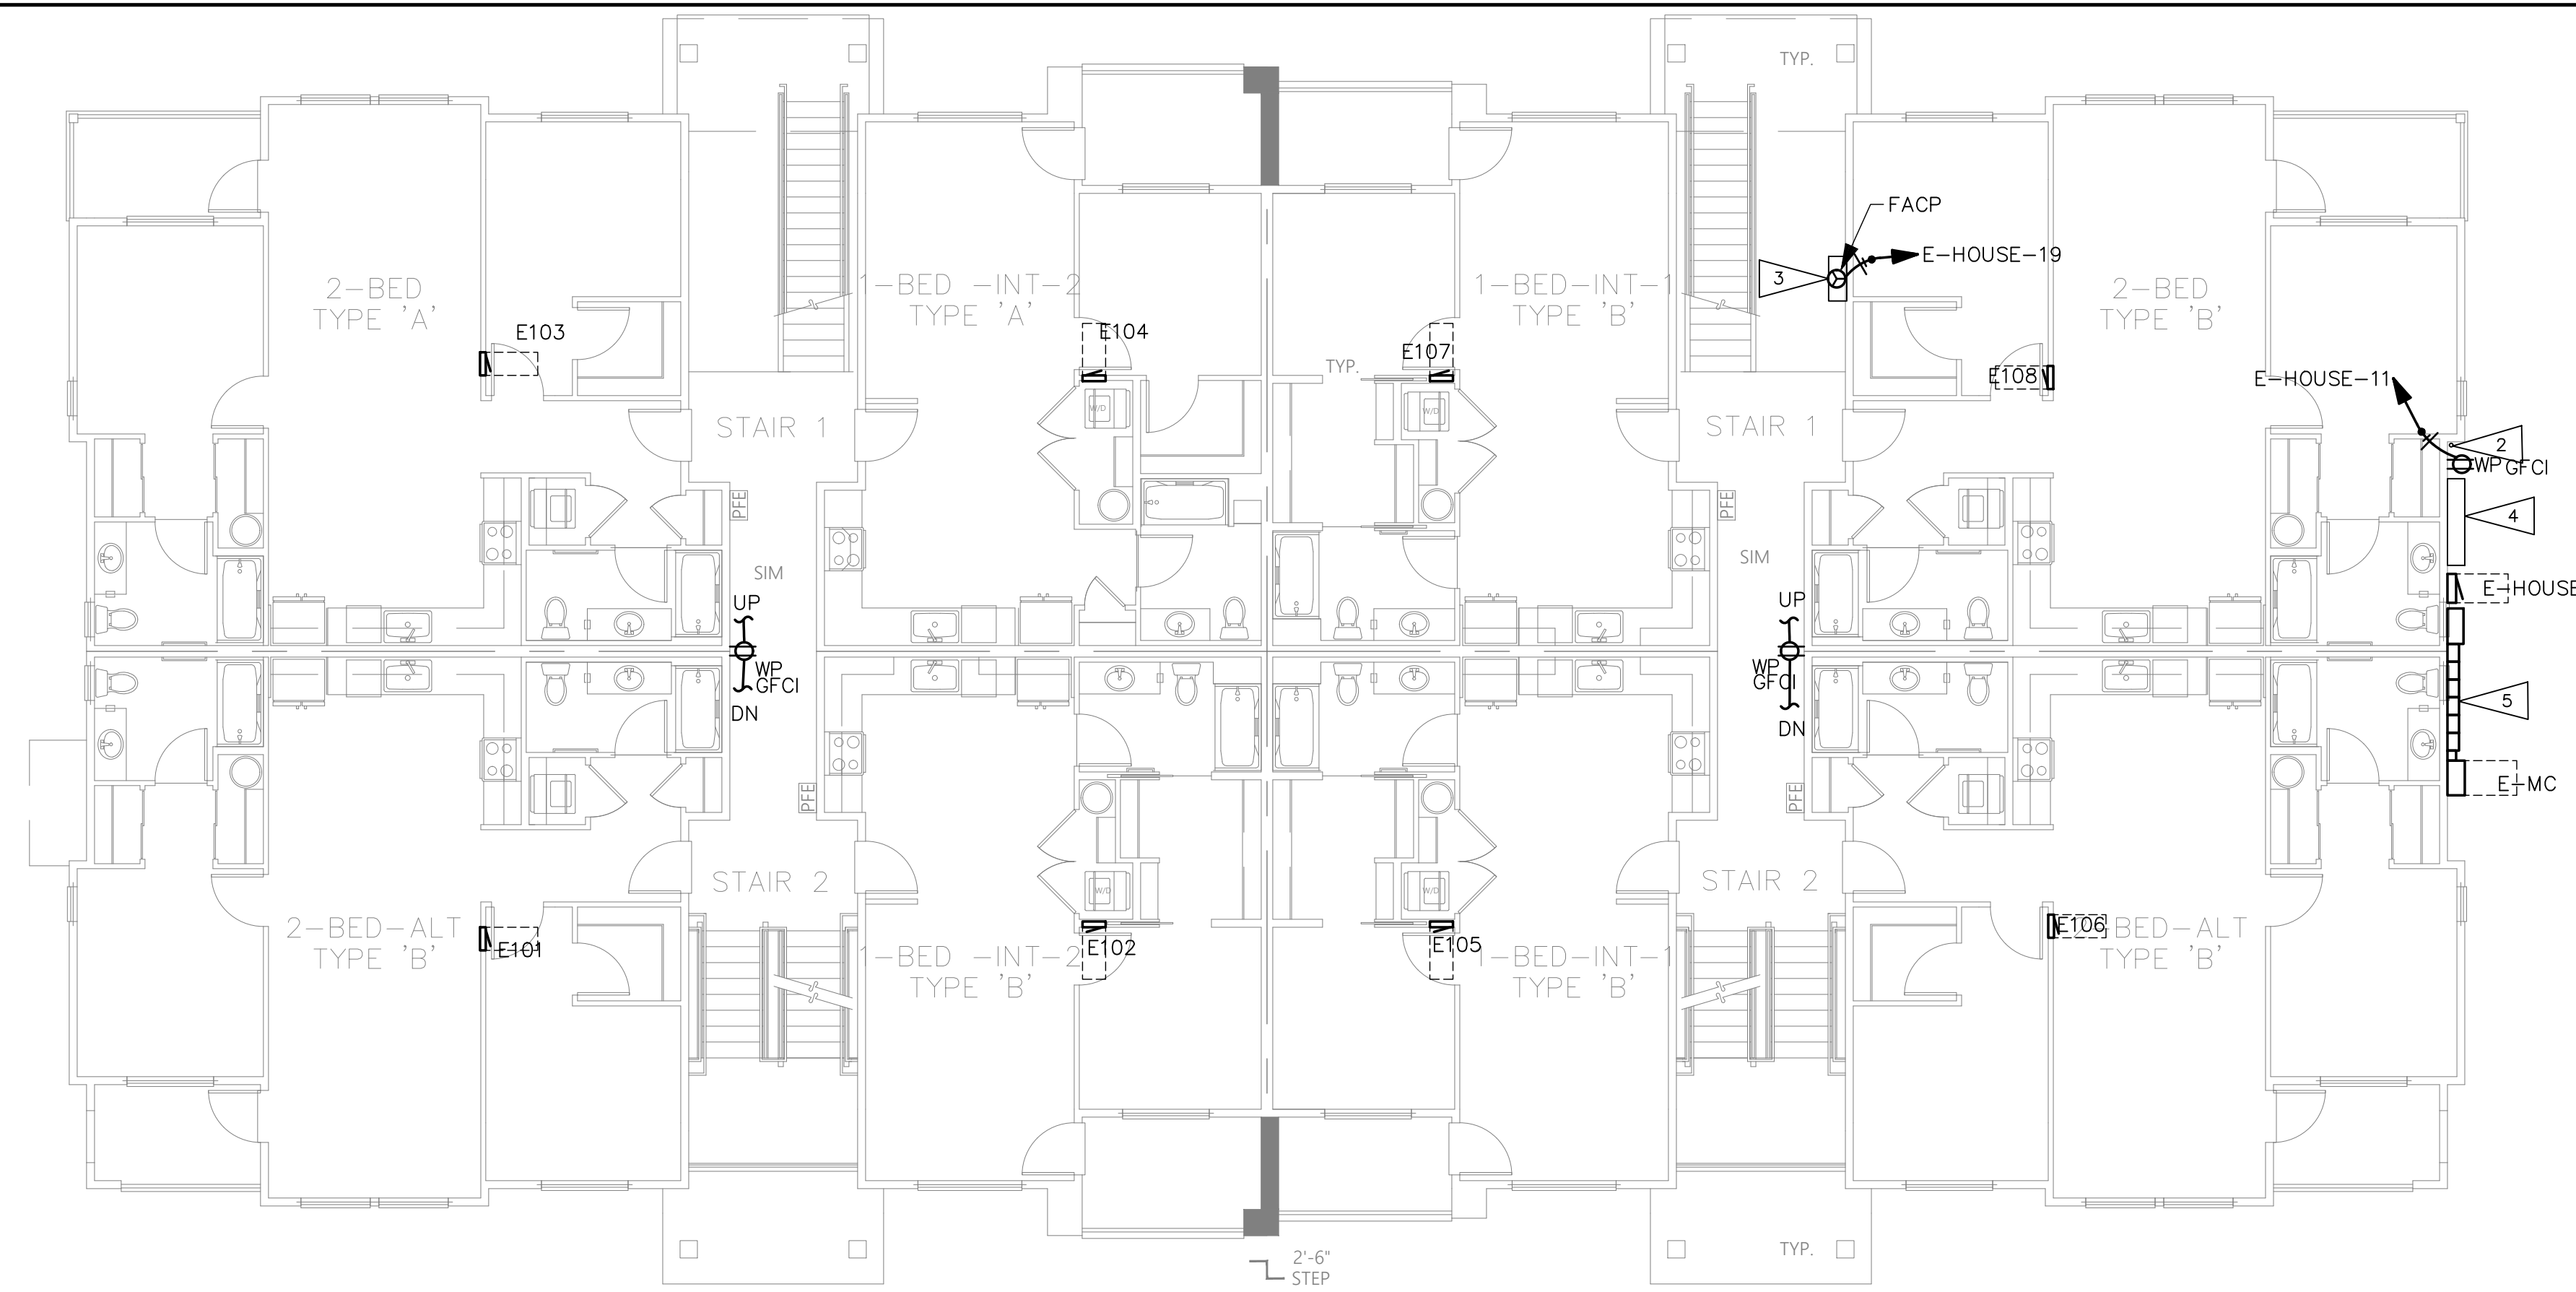 TYP.
FACP
3
E-HOUSE-19
2-BED
TYPE 'A'
1-BED -INT-2
TYPE 'A'
1-BED-INT-1
TYPE 'B'
2-BED
TYPE 'B'
E103
E104
E107
TYP.
E108
E-HOUSE-11
W/D
W/D
STAIR 1
STAIR 1
2
WP GFCI
PFE
PFE
4
SIM
SIM
UP
UP
E-HOUSE
WP
GFCI
WP
GFCI
DN
DN
5
E-MC
PFE
PFE
STAIR 2
STAIR 2
W/D
W/D
2-BED-ALT
TYPE 'B'
E101
1-BED -INT-2
TYPE 'B'
E102
E105
1-BED-INT-1
TYPE 'B'
E106
-BED-ALT
TYPE 'B'
2'-6"
STEP
TYP.